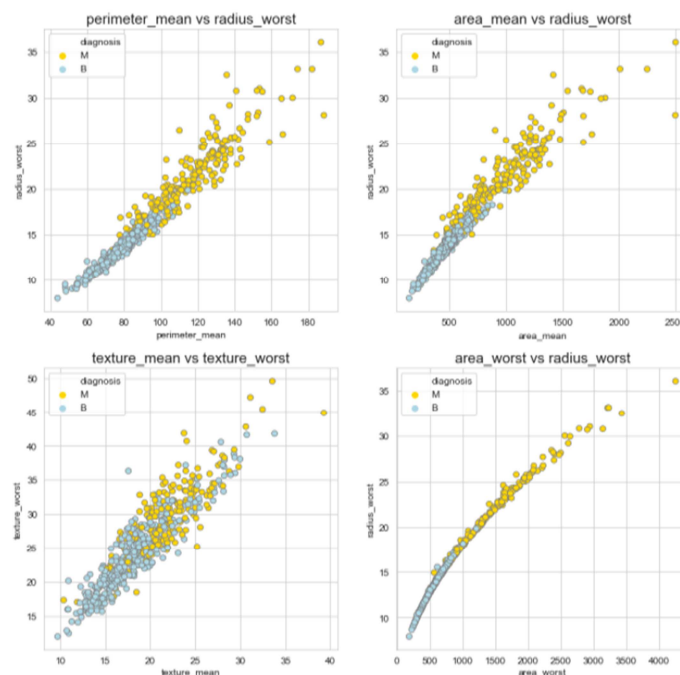 perimeter_mean vs radius_worst
diagnosis
M
B
35
30
25
20
15
10
radius_worst
40 60 80 100 120 140 160 180
perimeter_mean
area_mean vs radius_worst
diagnosis
M
B
35
30
25
20
15
10
radius_worst
500 1000 1500 2000 250
area_mean
texture_mean vs texture_worst
diagnosis
M
B
50
45
40
35
30
25
20
15
texture_worst
10 15 20 25 30 35 40
texture_mean
area_worst vs radius_worst
diagnosis
M
B
35
30
25
20
15
10
radius_worst
0 500 1000 1500 2000 2500 3000 3500 4000
area_worst